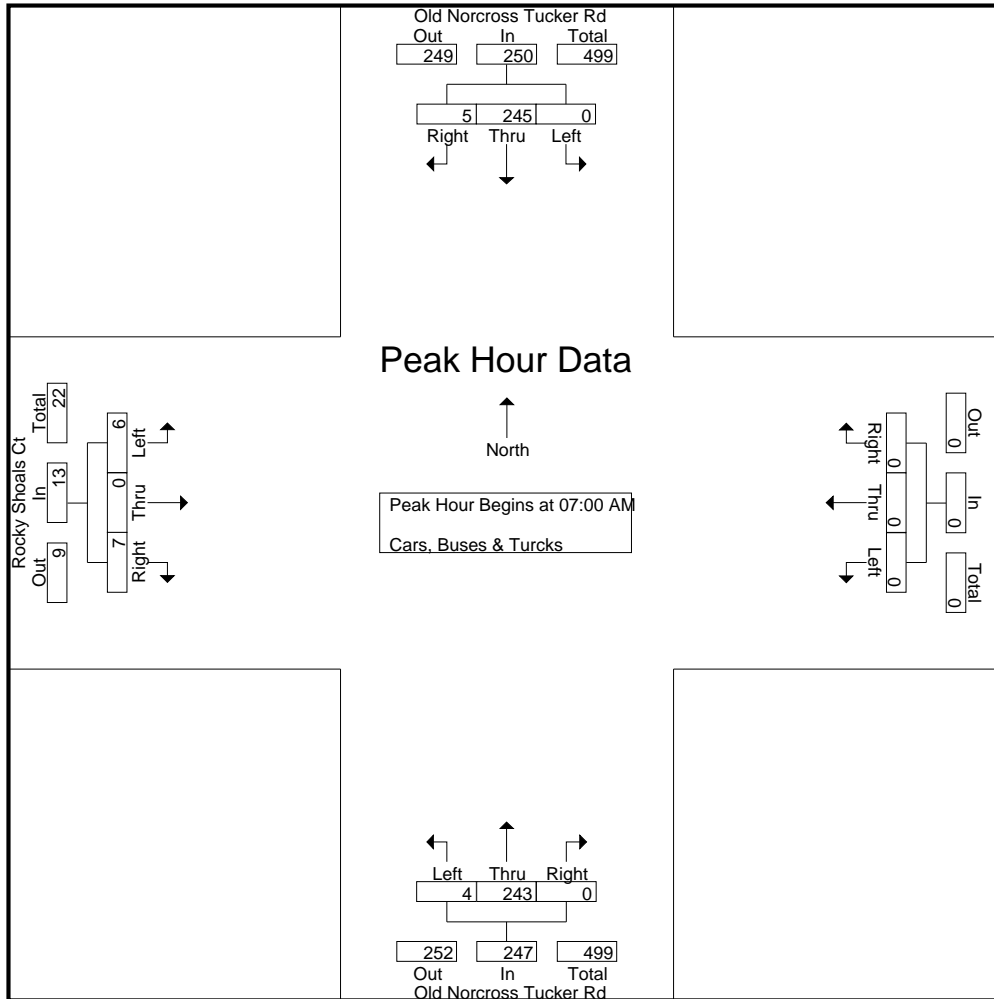 Old Norcross Tucker Rd
Out In Total
249 250 499
5 245 0
Right Thru Left
Peak Hour Data
North
Peak Hour Begins at 07:00 AM
Cars, Buses & Turcks
Rocky Shoals Ct
Out In Total
9 13 22
7 0 6
Right Thru Left
Out In Total
0 0 0
Right Thru Left
0 0 0
Left Thru Right
4 243 0
252 247 499
Out In Total
Old Norcross Tucker Rd